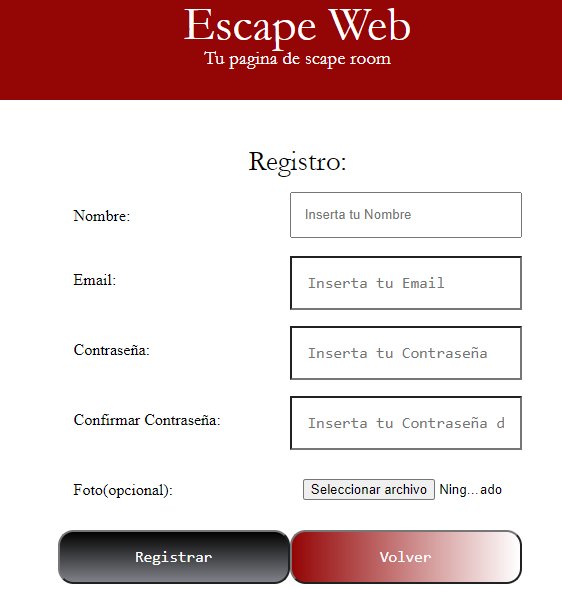 Escape Web
Tu pagina de scape room
Registro:
Nombre: Inserta tu Nombre
Email: Inserta tu Email
Contraseña: Inserta tu Contraseña
Confirmar Contraseña: Inserta tu Contraseña d
Foto(opcional): Seleccionar archivo Ning...ado
Registrar Volver